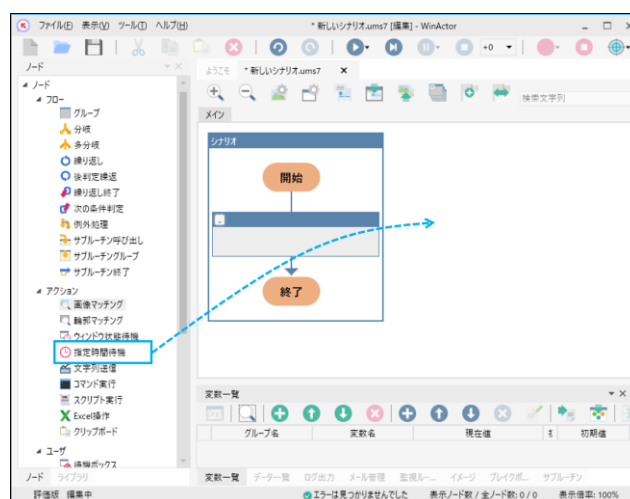 ファイル(F) 表示(V) ツール(T) ヘルプ(H)
* 新しいシナリオ.ums7 [編集] - WinActor
+0
ノード
ようこそ * 新しいシナリオ.ums7
検索文字列
メイン
ノード
フロー
グループ
分岐
多分岐
繰り返し
後判定繰返
繰り返し終了
次の条件判定
例外処理
サブルーチン呼び出し
サブルーチングループ
サブルーチン終了
アクション
画像マッチング
輪郭マッチング
ウィンドウ状態待機
指定時間待機
文字列送信
コマンド実行
スクリプト実行
Excel操作
クリップボード
ユーザ
待機ボックス
シナリオ
開始
終了
変数一覧
グループ名 変数名 現在値 初期値
ノード ライブラリ
変数一覧 データ一覧 ログ出力 メール管理 監視ルー... イメージ ブレイクポ... サブルーチン
評価版 編集中
エラーは見つかりませんでした 表示ノード数 / 全ノード数: 0 / 0 表示倍率: 100%